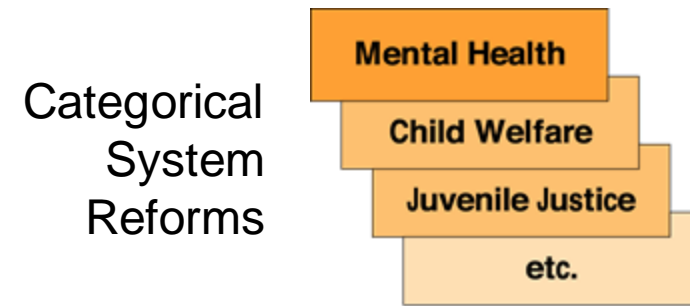 Categorical
System
Reforms
Mental Health
Child Welfare
Juvenile Justice
etc.